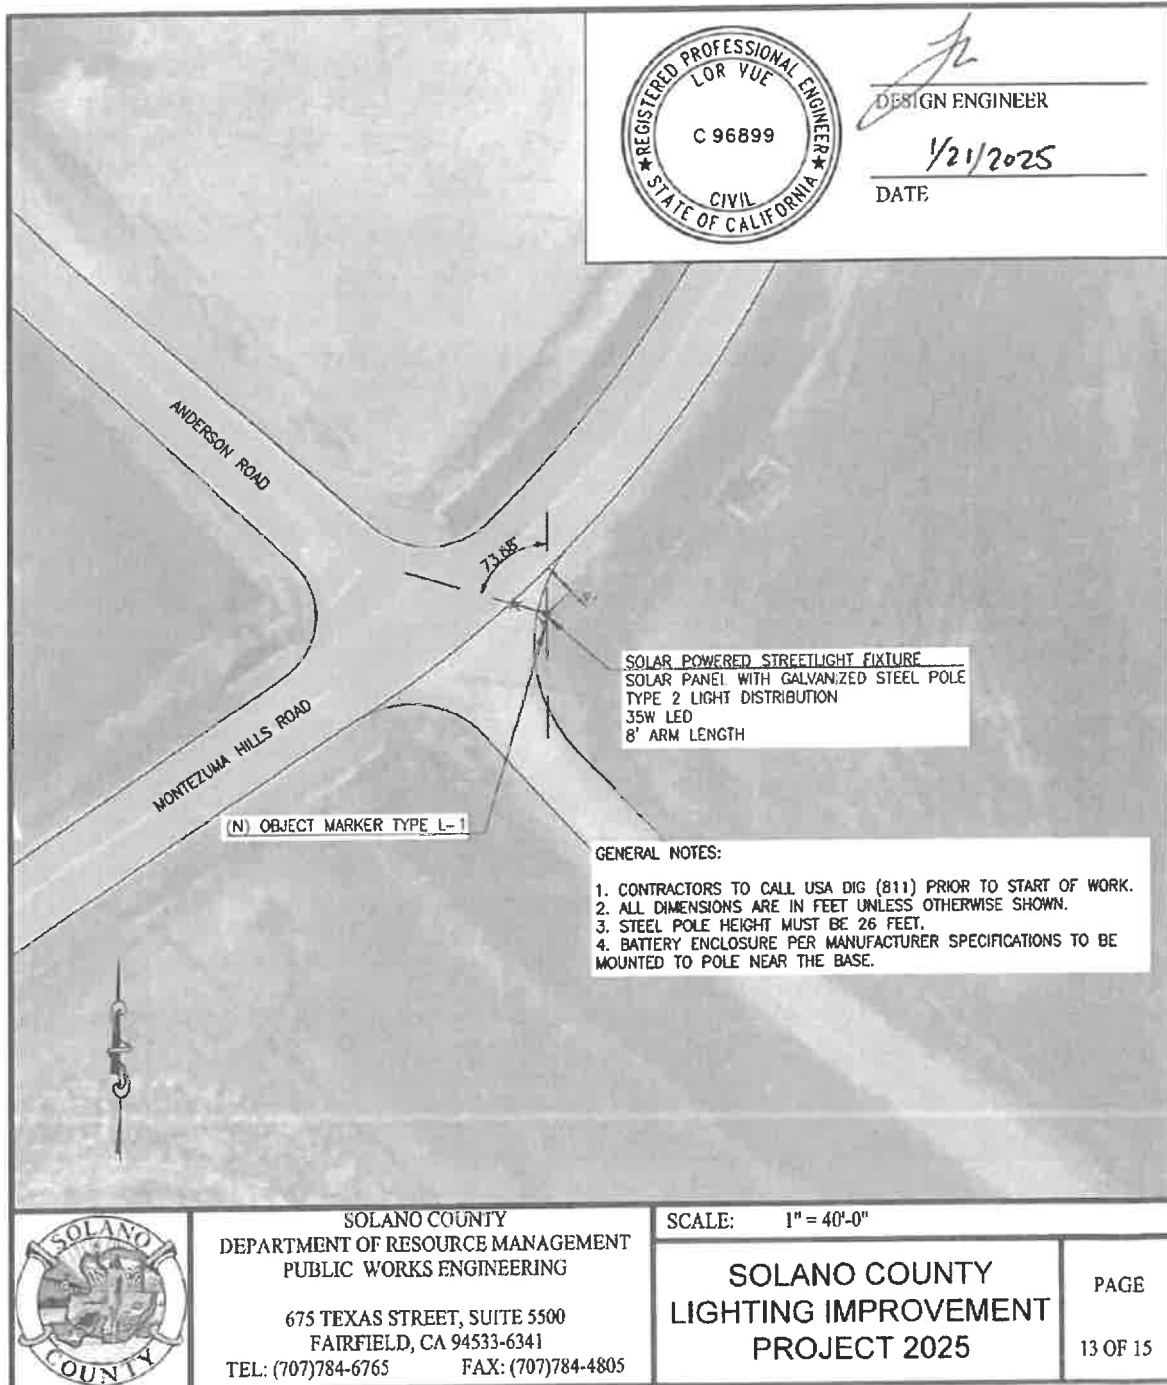 REGISTERED PROFESSIONAL ENGINEER
LOR VUE
C 96899
CIVIL
STATE OF CALIFORNIA
DESIGN ENGINEER
1/21/2025
DATE
ANDERSON ROAD
MONTEZUMA HILLS ROAD
SOLAR POWERED STREETLIGHT FIXTURE
SOLAR PANEL WITH GALVANIZED STEEL POLE
TYPE 2 LIGHT DISTRIBUTION
35W LED
8' ARM LENGTH
(N) OBJECT MARKER TYPE L-1
GENERAL NOTES:
1. CONTRACTORS TO CALL USA DIG (811) PRIOR TO START OF WORK.
2. ALL DIMENSIONS ARE IN FEET UNLESS OTHERWISE SHOWN.
3. STEEL POLE HEIGHT MUST BE 26 FEET.
4. BATTERY ENCLOSURE PER MANUFACTURER SPECIFICATIONS TO BE
MOUNTED TO POLE NEAR THE BASE.
SOLANO
COUNTY
SOLANO COUNTY
DEPARTMENT OF RESOURCE MANAGEMENT
PUBLIC WORKS ENGINEERING
675 TEXAS STREET, SUITE 5500
FAIRFIELD, CA 94533-6341
TEL: (707)784-6765 FAX: (707)784-4805
SCALE: 1" = 40'-0"
SOLANO COUNTY
LIGHTING IMPROVEMENT
PROJECT 2025
PAGE
13 OF 15